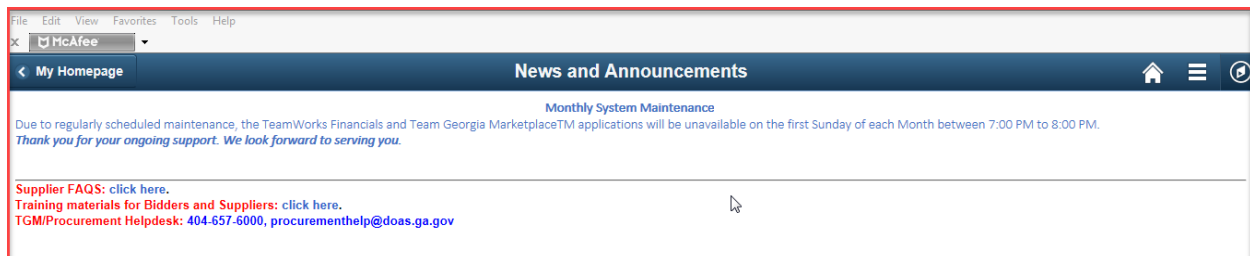 File Edit View Favorites Tools Help
x McAfee
My Homepage News and Announcements
Monthly System Maintenance
Due to regularly scheduled maintenance, the TeamWorks Financials and Team Georgia MarketplaceTM applications will be unavailable on the first Sunday of each Month between 7:00 PM to 8:00 PM.
Thank you for your ongoing support. We look forward to serving you.
Supplier FAQS: click here.
Training materials for Bidders and Suppliers: click here.
TGM/Procurement Helpdesk: 404-657-6000, procurementhelp@doas.ga.gov